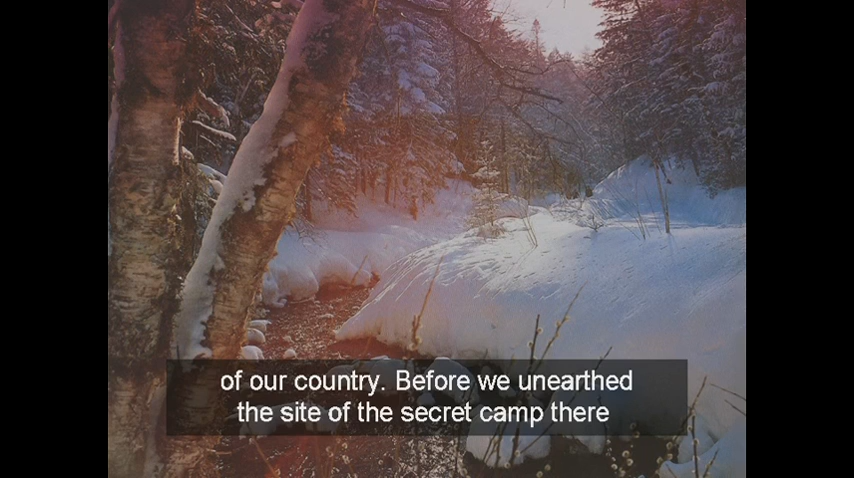 of our country. Before we unearthed
the site of the secret camp there